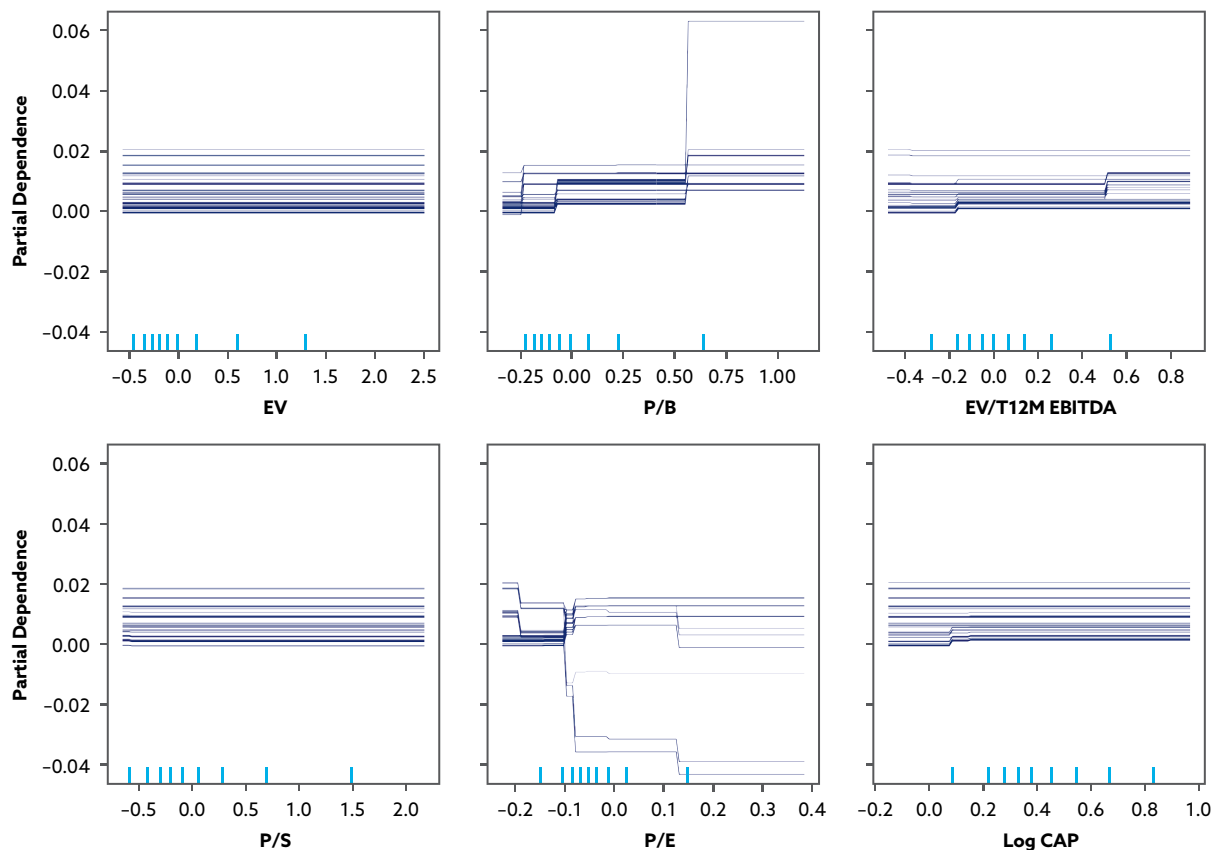 Partial Dependence
0.06
0.04
0.02
0.00
−0.02
−0.04
−0.5 0.0 0.5 1.0 1.5 2.0 2.5
EV
−0.25 0.00 0.25 0.50 0.75 1.00
P/B
−0.4 −0.2 0.0 0.2 0.4 0.6 0.8
EV/T12M EBITDA
Partial Dependence
0.06
0.04
0.02
0.00
−0.02
−0.04
−0.5 0.0 0.5 1.0 1.5 2.0
P/S
−0.2 −0.1 0.0 0.1 0.2 0.3 0.4
P/E
−0.2 0.0 0.2 0.4 0.6 0.8 1.0
Log CAP